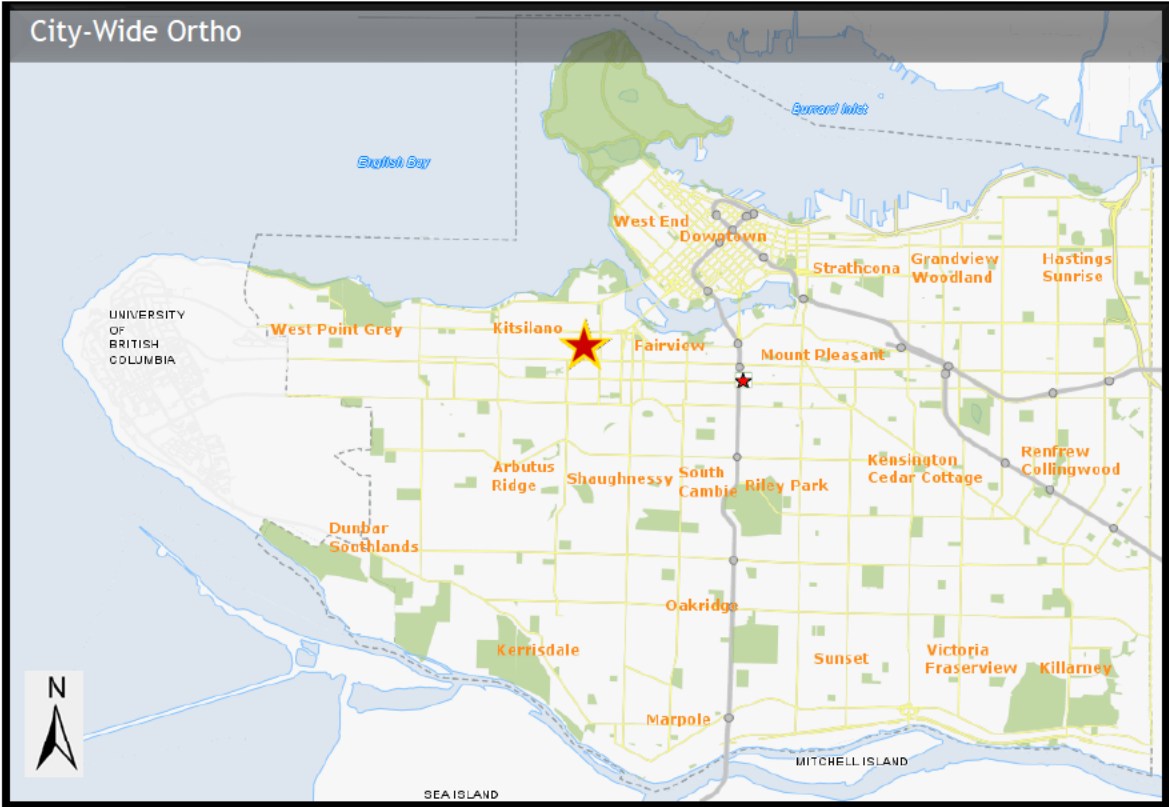 City-Wide Ortho
Burrard Inlet
English Bay
West End
Dowptown
Strathcona
Grandview
Woodland
Hastings
Sunrise
UNIVERSITY
OF
BRITISH
COLUMBIA
West Point Grey
Kitsilano
Fairview
Mount Pleasant
Arbutus
Ridge
Shaughnessy
South
Cambie
Riley Park
Kensington
Cedar Cottage
Renfrew
Collingwood
Dunbar
Southlands
Oakridge
Kerrisdale
Sunset
Victoria
Fraserview
Killarney
N
Marpole
MITCHELL ISLAND
SEA ISLAND